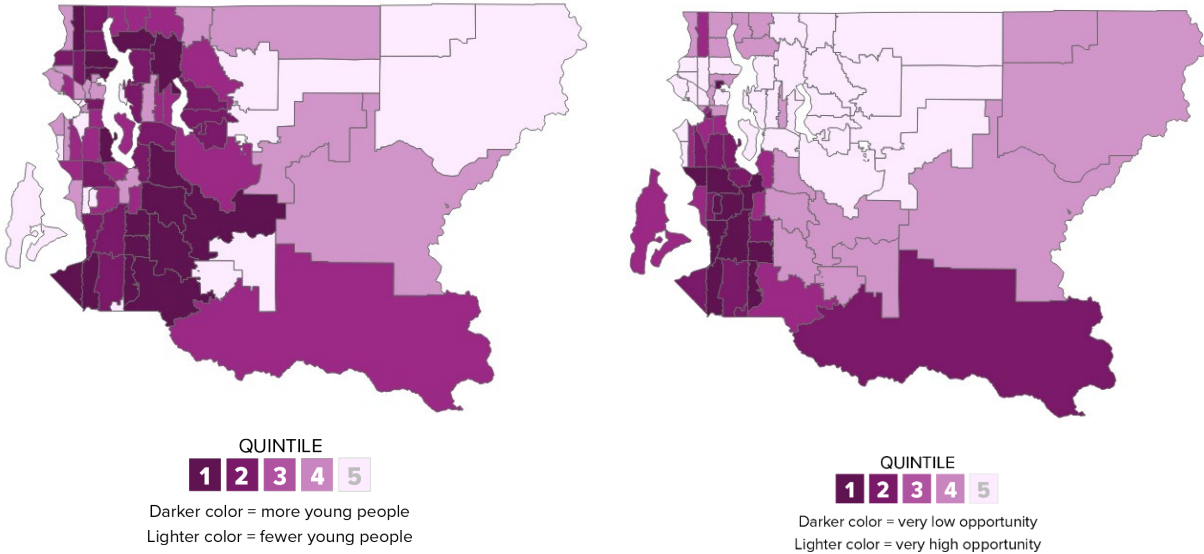 QUINTILE
1 2 3 4 5
Darker color = more young people
Lighter color = fewer young people
QUINTILE
1 2 3 4 5
Darker color = very low opportunity
Lighter color = very high opportunity